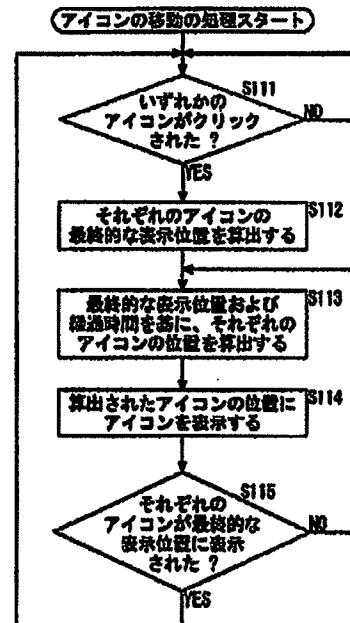 アイコンの移動の処理スタート
S111
いずれかの
アイコンがクリック
された ?
NO
YES
S112
それぞれのアイコンの
最終的な表示位置を算出する
S113
最終的な表示位置および
経過時間を基に、それぞれの
アイコンの位置を算出する
S114
算出されたアイコンの位置に
アイコンを表示する
S115
それぞれの
アイコンが最終的な
表示位置に表示
された ?
NO
YES